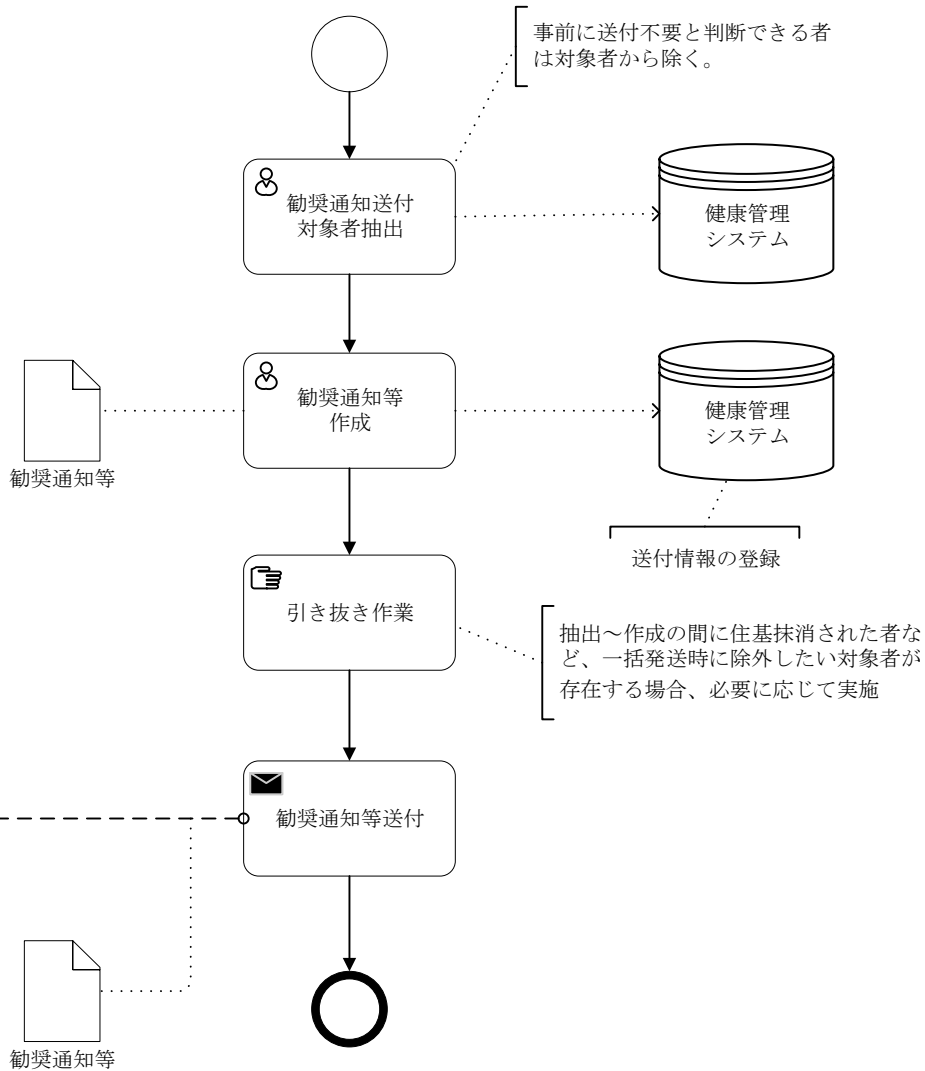 事前に送付不要と判断できる者
は対象者から除く。
勧奨通知送付
対象者抽出
健康管理
システム
勧奨通知等
作成
健康管理
システム
勧奨通知等
送付情報の登録
引き抜き作業
抽出～作成の間に住基抹消された者な
ど、一括発送時に除外したい対象者が
存在する場合、必要に応じて実施
勧奨通知等送付
勧奨通知等